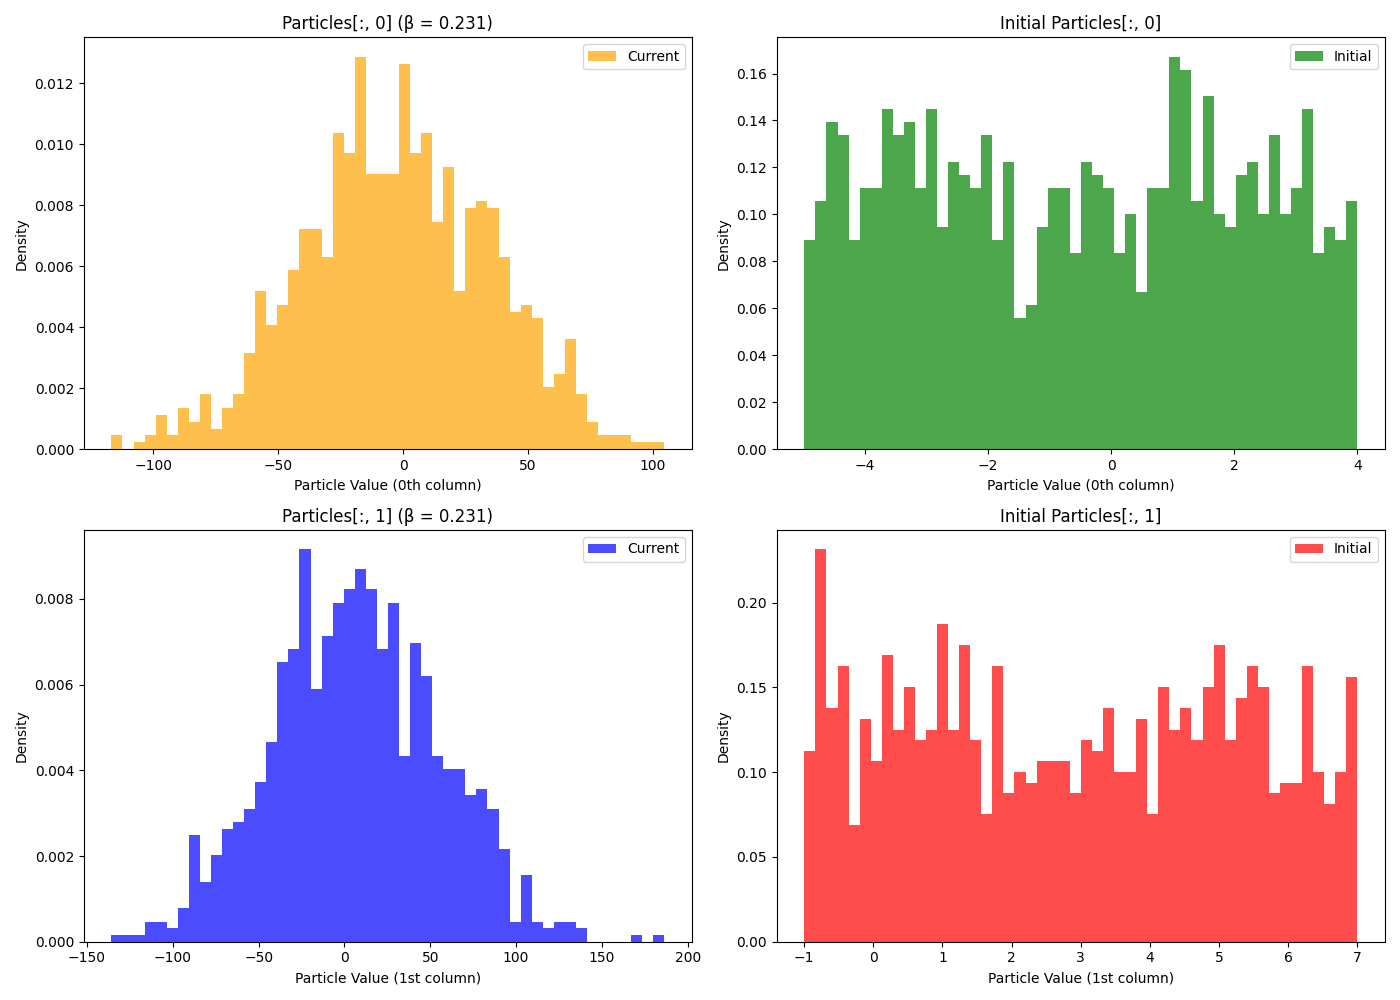 Particles[:, 0] (β = 0.231)
Current
Density
0.012
0.010
0.008
0.006
0.004
0.002
0.000
−100 −50 0 50 100
Particle Value (0th column)
Initial Particles[:, 0]
Initial
Density
0.16
0.14
0.12
0.10
0.08
0.06
0.04
0.02
0.00
−4 −2 0 2 4
Particle Value (0th column)
Particles[:, 1] (β = 0.231)
Current
Density
0.008
0.006
0.004
0.002
0.000
−150 −100 −50 0 50 100 150 200
Particle Value (1st column)
Initial Particles[:, 1]
Initial
Density
0.20
0.15
0.10
0.05
0.00
−1 0 1 2 3 4 5 6 7
Particle Value (1st column)